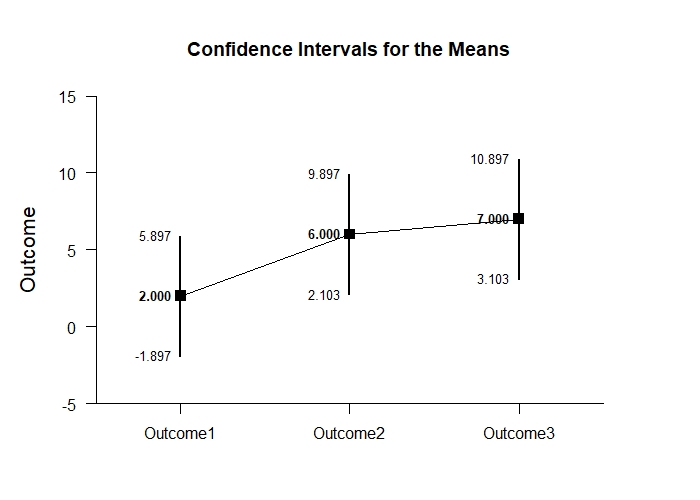 Confidence Intervals for the Means
Outcome
15
10
5
0
-5
5.897
2.000
-1.897
9.897
6.000
2.103
10.897
7.000
3.103
Outcome1
Outcome2
Outcome3